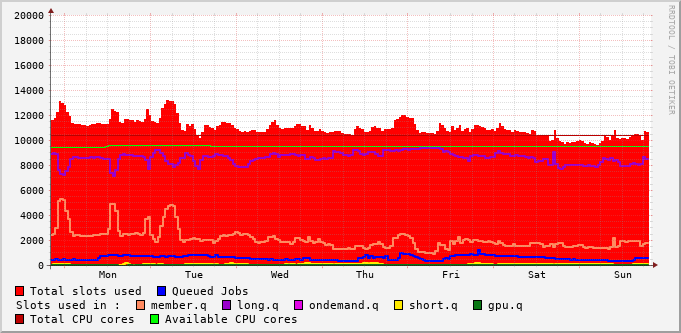 20000
18000
16000
14000
12000
10000
8000
6000
4000
2000
0
Mon Tue Wed Thu Fri Sat Sun
RRDTOOL / TOBI OETIKER
Total slots used Queued Jobs
Slots used in : member.q long.q ondemand.q short.q gpu.q
Total CPU cores Available CPU cores